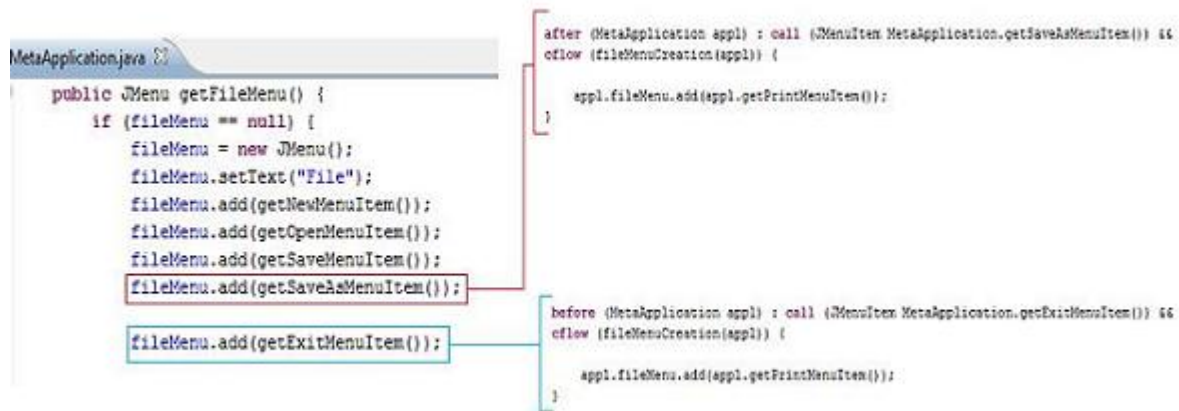 MetaApplication.java
public JMenu getFileMenu() {
if (fileMenu == null) {
fileMenu = new JMenu();
fileMenu.setText("File");
fileMenu.add(getNewMenuItem());
fileMenu.add(getOpenMenuItem());
fileMenu.add(getSaveMenuItem());
fileMenu.add(getSaveAsMenuItem());
fileMenu.add(getExitMenuItem());
after (MetaApplication appl) : call (JMenuItem MetaApplication.getSaveAsMenuItem()) &&
cflow (fileMenuCreation(appl)) {
appl.fileMenu.add(appl.getPrintMenuItem());
}
before (MetaApplication appl) : call (JMenuItem MetaApplication.getExitMenuItem()) &&
cflow (fileMenuCreation(appl)) {
appl.fileMenu.add(appl.getPrintMenuItem());
}